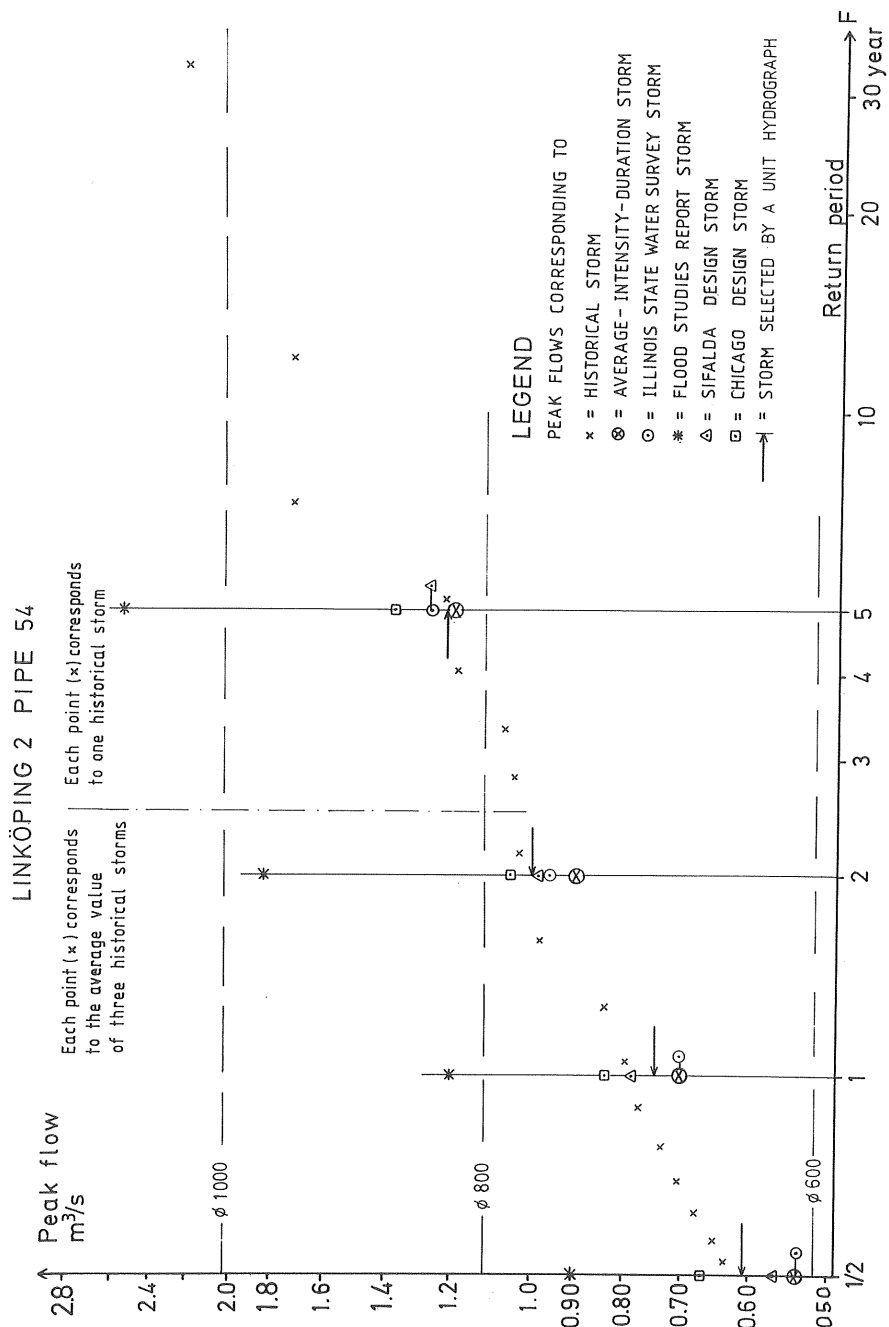 LINKÖPING 2 PIPE 54
Each point (x) corresponds
to the average value
of three historical storms
Each point (x) corresponds
to one historical storm
Peak flow
m³/s
2.8
2.4
2.0
1.8
1.6
1.4
1.2
1.0
0.90
0.80
0.70
0.60
0.50
ø 1000
ø 800
ø 600
LEGEND
PEAK FLOWS CORRESPONDING TO
x = HISTORICAL STORM
⊗ = AVERAGE-INTENSITY-DURATION STORM
⊙ = ILLINOIS STATE WATER SURVEY STORM
* = FLOOD STUDIES REPORT STORM
△ = SIFALDA DESIGN STORM
⊡ = CHICAGO DESIGN STORM
→| = STORM SELECTED BY A UNIT HYDROGRAPH
1/2
1
2
3
4
5
10
20
30 year
Return period
F